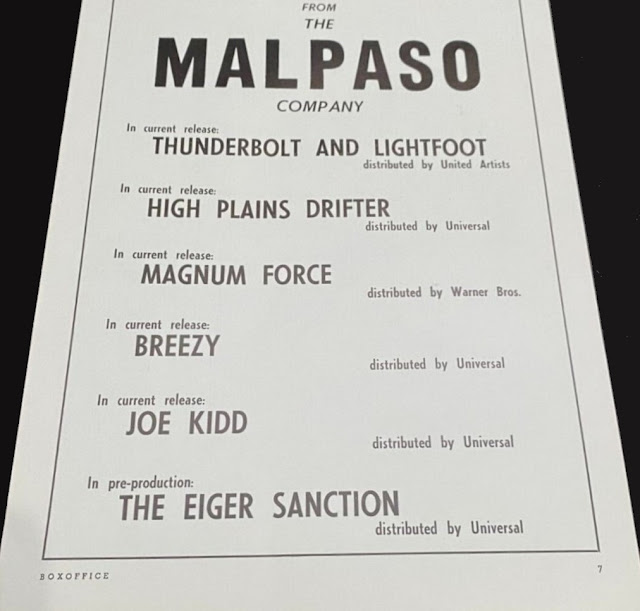 FROM
THE
MALPASO
COMPANY
In current release:
THUNDERBOLT AND LIGHTFOOT
distributed by United Artists
In current release:
HIGH PLAINS DRIFTER
distributed by Universal
In current release:
MAGNUM FORCE
distributed by Warner Bros.
In current release:
BREEZY
distributed by Universal
In current release:
JOE KIDD
distributed by Universal
In pre-production:
THE EIGER SANCTION
distributed by Universal
BOXOFFICE
7